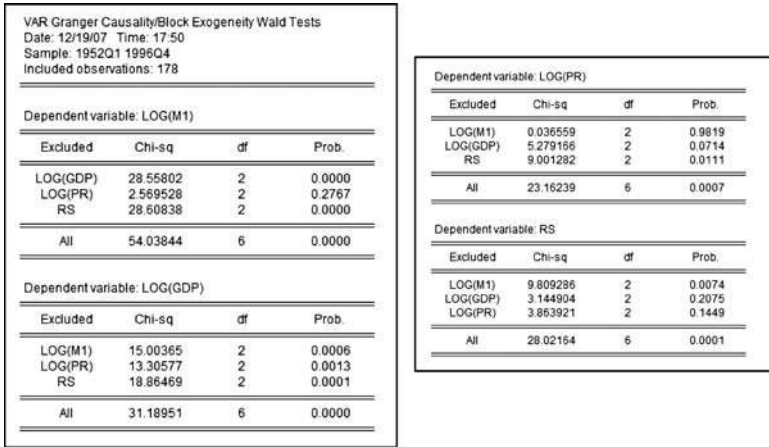 VAR Granger Causality/Block Exogeneity Wald Tests
Date: 12/19/07 Time: 17:50
Sample: 1952Q1 1996Q4
Included observations: 178
Dependent variable: LOG(M1)
Excluded Chi-sq df Prob.
LOG(GDP) 28.55802 2 0.0000
LOG(PR) 2.569528 2 0.2767
RS 28.60838 2 0.0000
All 54.03844 6 0.0000
Dependent variable: LOG(GDP)
Excluded Chi-sq df Prob.
LOG(M1) 15.00365 2 0.0006
LOG(PR) 13.30577 2 0.0013
RS 18.86469 2 0.0001
All 31.18951 6 0.0000
Dependent variable: LOG(PR)
Excluded Chi-sq df Prob.
LOG(M1) 0.036559 2 0.9819
LOG(GDP) 5.279166 2 0.0714
RS 9.001282 2 0.0111
All 23.16239 6 0.0007
Dependent variable: RS
Excluded Chi-sq df Prob.
LOG(M1) 9.809286 2 0.0074
LOG(GDP) 3.144904 2 0.2075
LOG(PR) 3.863921 2 0.1449
All 28.02164 6 0.0001